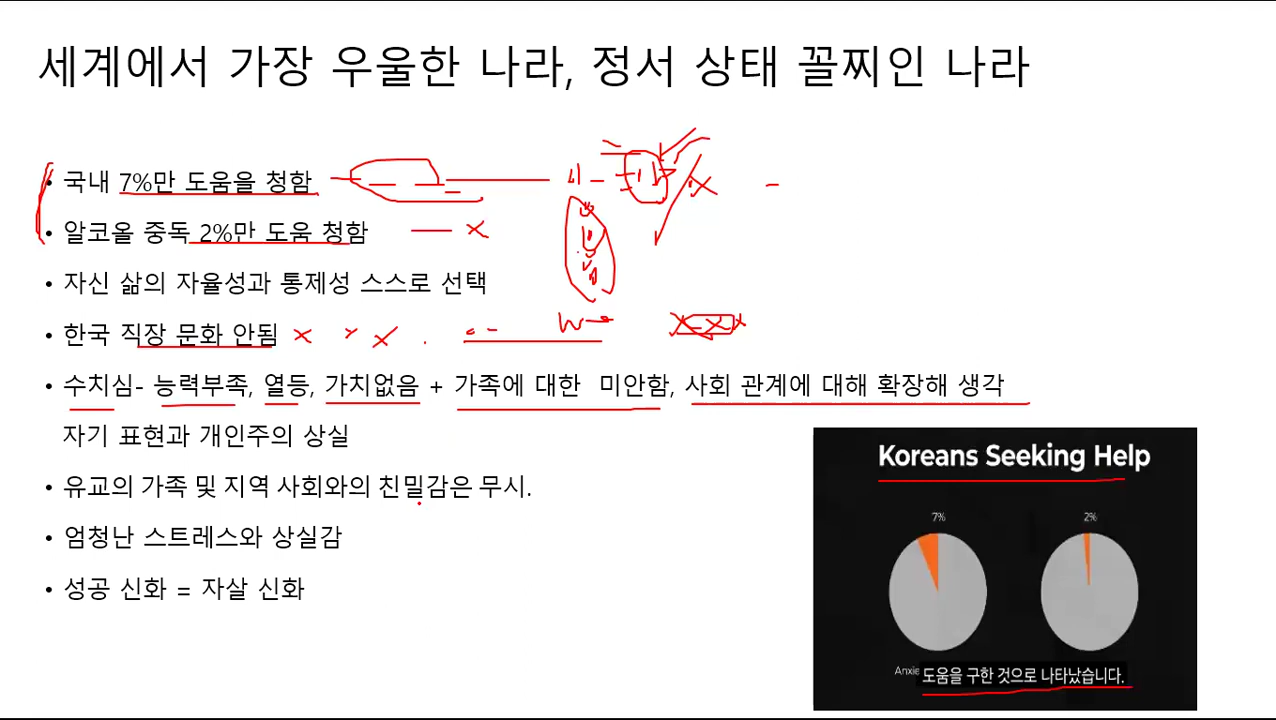 세계에서 가장 우울한 나라, 정서 상태 꼴찌인 나라
• 국내 7%만 도움을 청함
• 알코올 중독 2%만 도움 청함
• 자신 삶의 자율성과 통제성 스스로 선택
• 한국 직장 문화 안됨
• 수치심- 능력부족, 열등, 가치없음 + 가족에 대한 미안함, 사회 관계에 대해 확장해 생각
자기 표현과 개인주의 상실
• 유교의 가족 및 지역 사회와의 친밀감은 무시.
• 엄청난 스트레스와 상실감
• 성공 신화 = 자살 신화
Koreans Seeking Help
7% 2%
도움을 구한 것으로 나타났습니다.